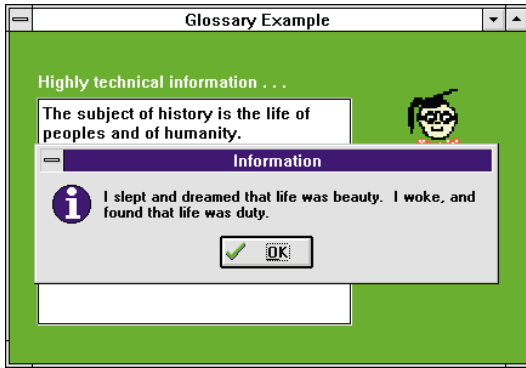 Glossary Example
Highly technical information . . .
The subject of history is the life of
peoples and of humanity.
Information
I slept and dreamed that life was beauty.  I woke, and
found that life was duty.
OK